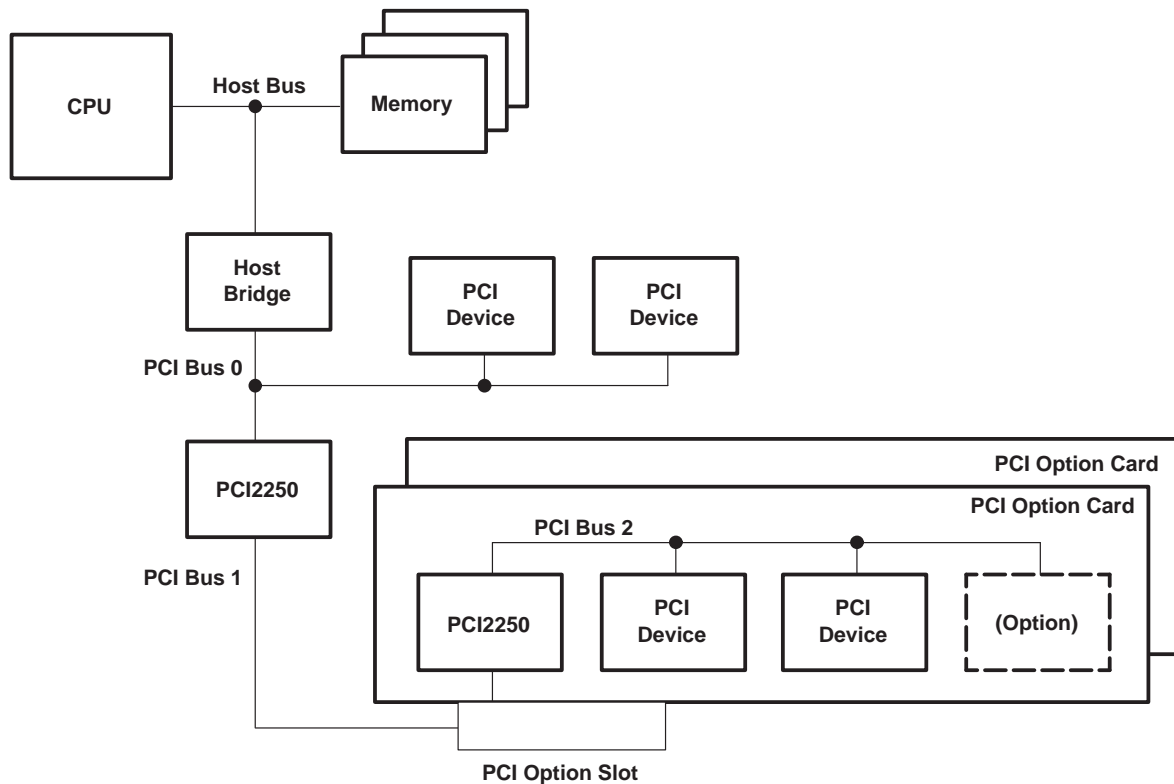 Host Bus
CPU
Memory
Host
Bridge
PCI
Device
PCI
Device
PCI Bus 0
PCI2250
PCI Option Card
PCI Option Card
PCI Bus 2
PCI Bus 1
PCI2250
PCI
Device
PCI
Device
(Option)
PCI Option Slot